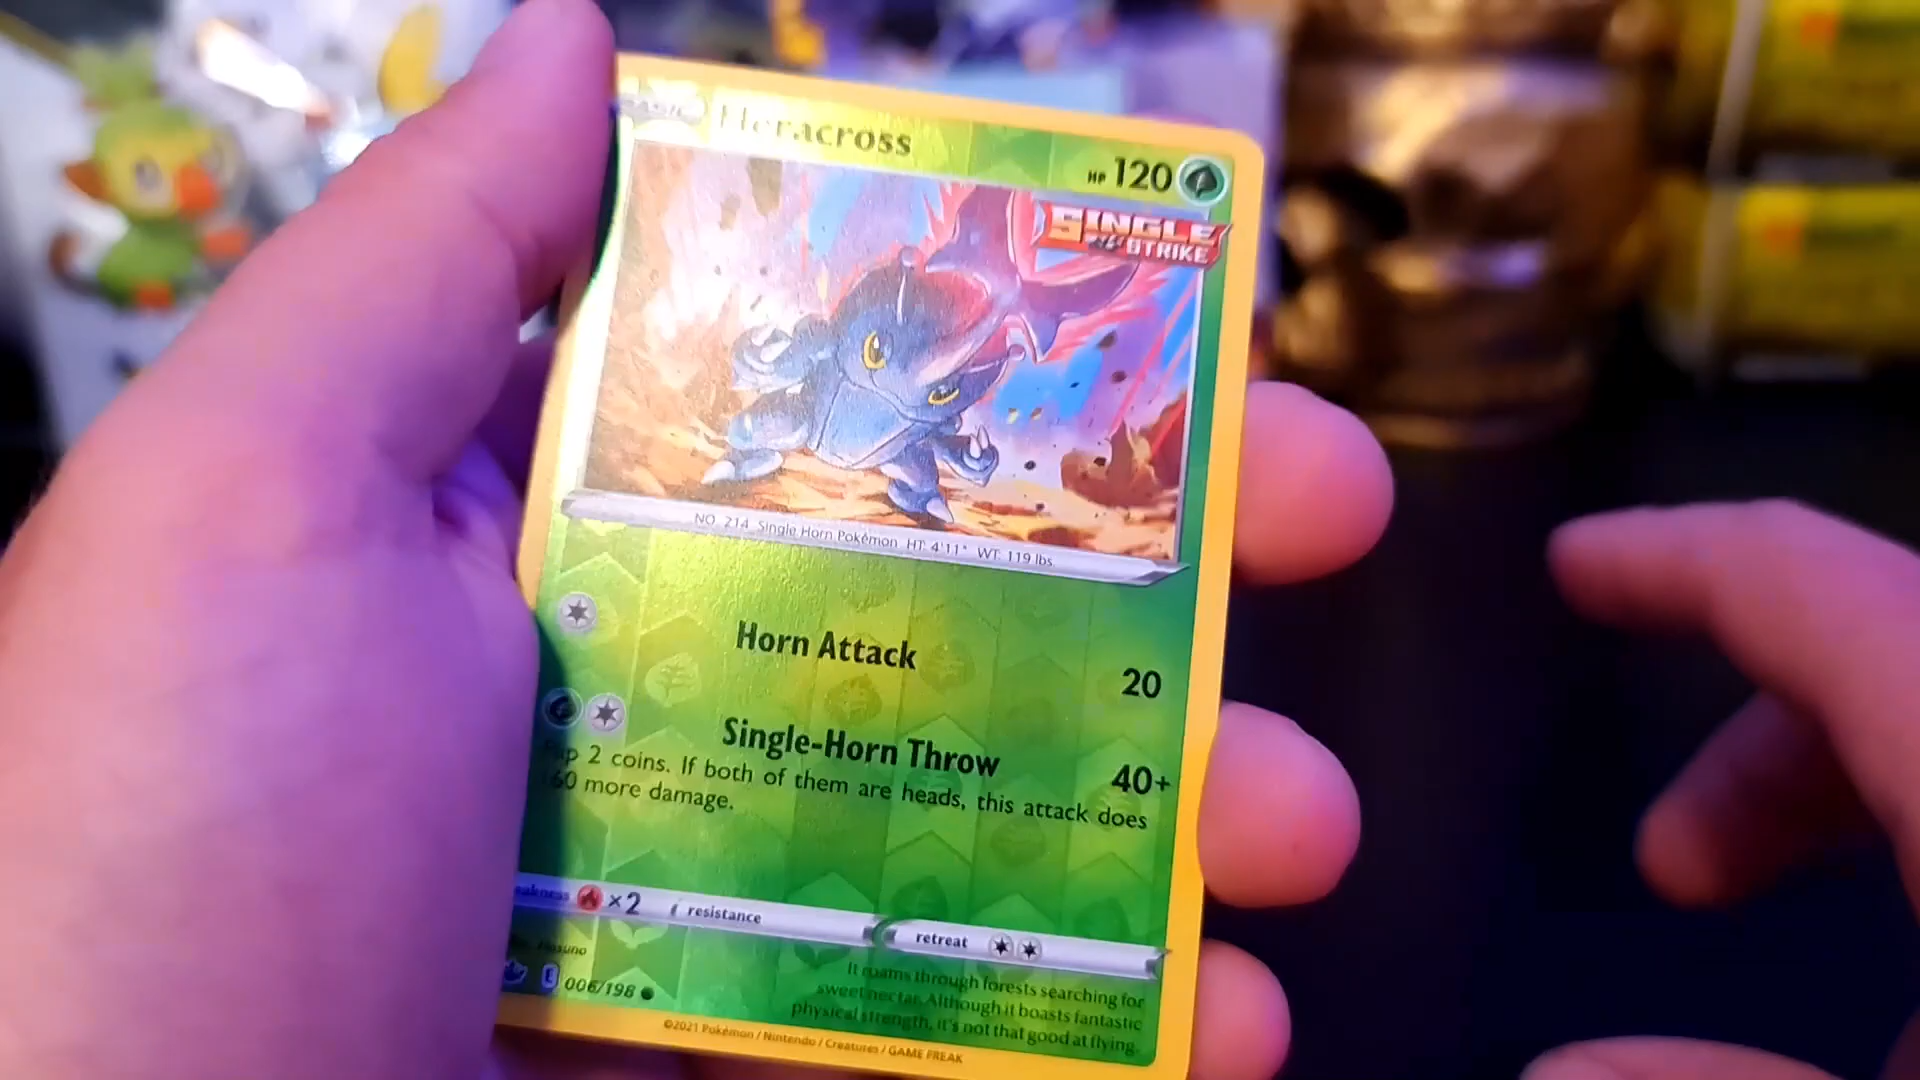 BASIC Heracross
HP 120
SINGLE
STRIKE
NO. 214 Single Horn Pokémon HT: 4'11" WT: 119 lbs.
Horn Attack
20
Single-Horn Throw
40+
2 coins. If both of them are heads, this attack does
more damage.
×2
resistance
retreat
E 006/198
It roams through forests searching for
sweet nectar. Although it boasts fantastic
physical strength, it's not that good at flying.
©2021 Pokémon / Nintendo / Creatures / GAME FREAK